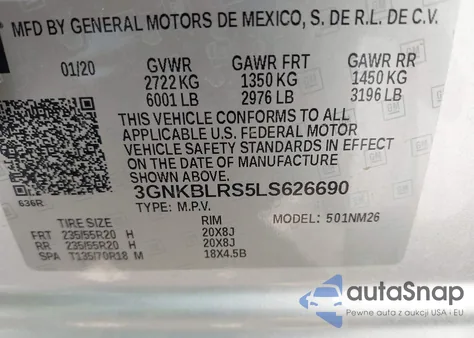 MFD BY GENERAL MOTORS DE MEXICO, S. DE R.L. DE C.V.
01/20 GVWR GAWR FRT GAWR RR
2722 KG 1350 KG 1450 KG
6001 LB 2976 LB 3196 LB
THIS VEHICLE CONFORMS TO ALL
APPLICABLE U.S. FEDERAL MOTOR
VEHICLE SAFETY STANDARDS IN EFFECT
ON THE DATE OF MANUFACTURE
SHOWN ABOVE.
3GNKBLRS5LS626690
TYPE: M.P.V. MODEL: 501NM26
636R
TIRE SIZE RIM
FRT 235/55R20 H 20X8J
RR 235/55R20 H 20X8J
SPA T135/70R18 M 18X4.5B
autoSnap
Pewne auta z aukcji USA - EU